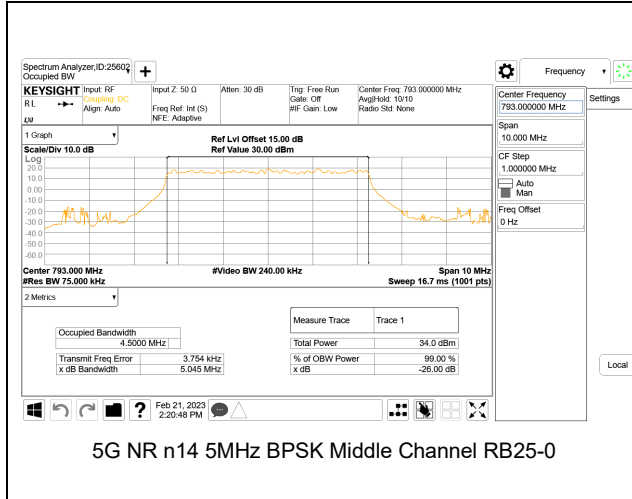 Spectrum Analyzer,ID:25602
Occupied BW
Frequency
KEYSIGHT
RL
Input: RF
Coupling: DC
Align: Auto
Input Z: 50 Ω
Freq Ref: Int (S)
NFE: Adaptive
Atten: 30 dB
Trig: Free Run
Gate: Off
#IF Gain: Low
Center Freq: 793.000000 MHz
Avg|Hold: 10/10
Radio Std: None
Center Frequency
793.000000 MHz
Settings
Span
10.000 MHz
CF Step
1.000000 MHz
Auto
Man
Freq Offset
0 Hz
Local
1 Graph
Scale/Div 10.0 dB
Ref Lvl Offset 15.00 dB
Ref Value 30.00 dBm
Log
20.0
10.0
0.00
-10.0
-20.0
-30.0
-40.0
-50.0
-60.0
Center 793.000 MHz
#Video BW 240.00 kHz
Span 10 MHz
#Res BW 75.000 kHz
Sweep 16.7 ms (1001 pts)
2 Metrics
Occupied Bandwidth
4.5000 MHz
Transmit Freq Error 3.754 kHz
x dB Bandwidth 5.045 MHz
Measure Trace Trace 1
Total Power 34.0 dBm
% of OBW Power 99.00 %
x dB -26.00 dB
Feb 21, 2023
2:20:48 PM
5G NR n14 5MHz BPSK Middle Channel RB25-0